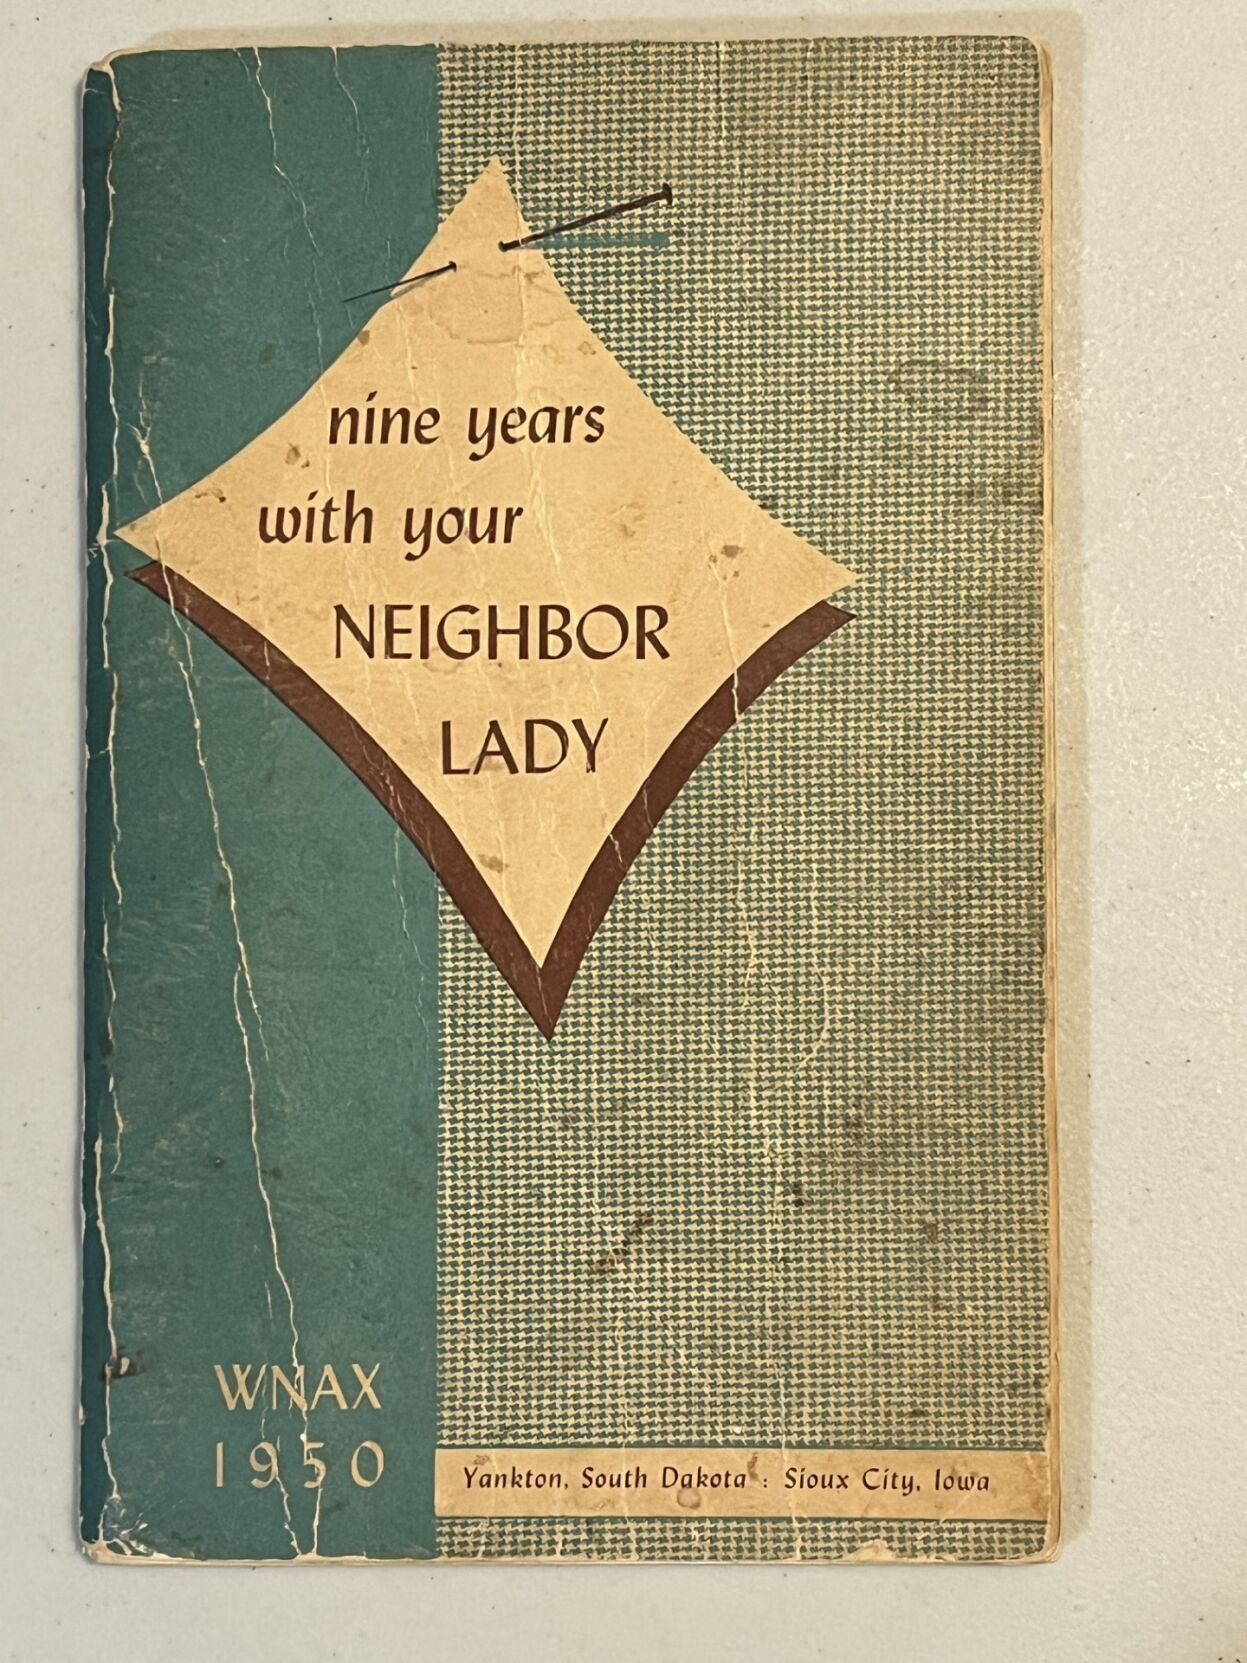 nine years
with your
NEIGHBOR
LADY
WNAX
1950
Yankton, South Dakota : Sioux City, Iowa